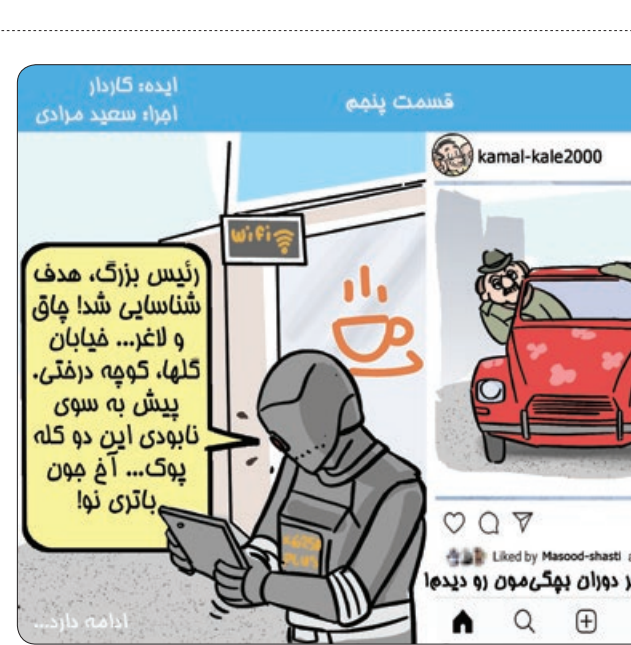 ایده: کاردار
اجرا: سعید مرادی
قسمت پنجم
kamal-kale2000
wifi
رئیس بزرگ، هدف
شناسایی شد! چاق
و لاغر... خیابان
گلها، کوچه درختی.
پیش به سوی
نابودی این دو کله
پوک... آخ جون
باتری نو!
Liked by Masood-shasti
ر دوران بچگی‌مون رو دیدم!
ادامه دارد...